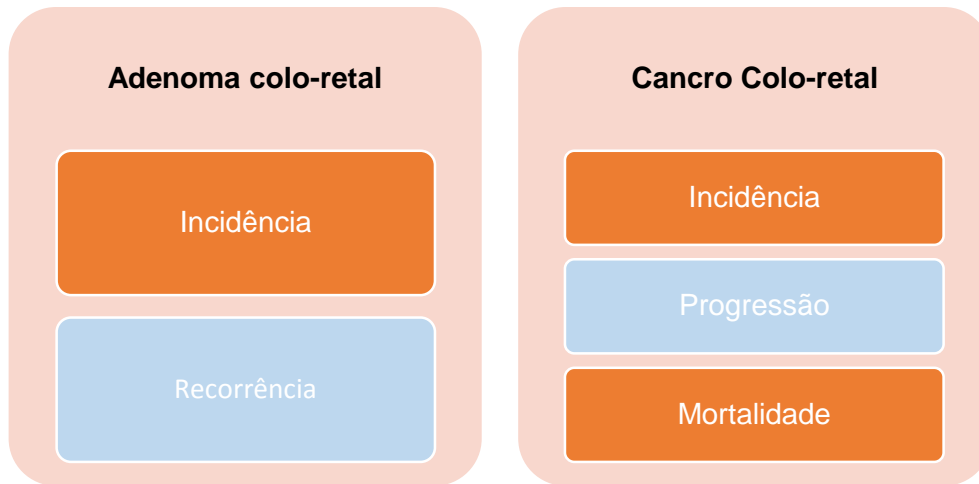 Adenoma colo-retal
Incidência
Recorrência
Cancro Colo-retal
Incidência
Progressão
Mortalidade